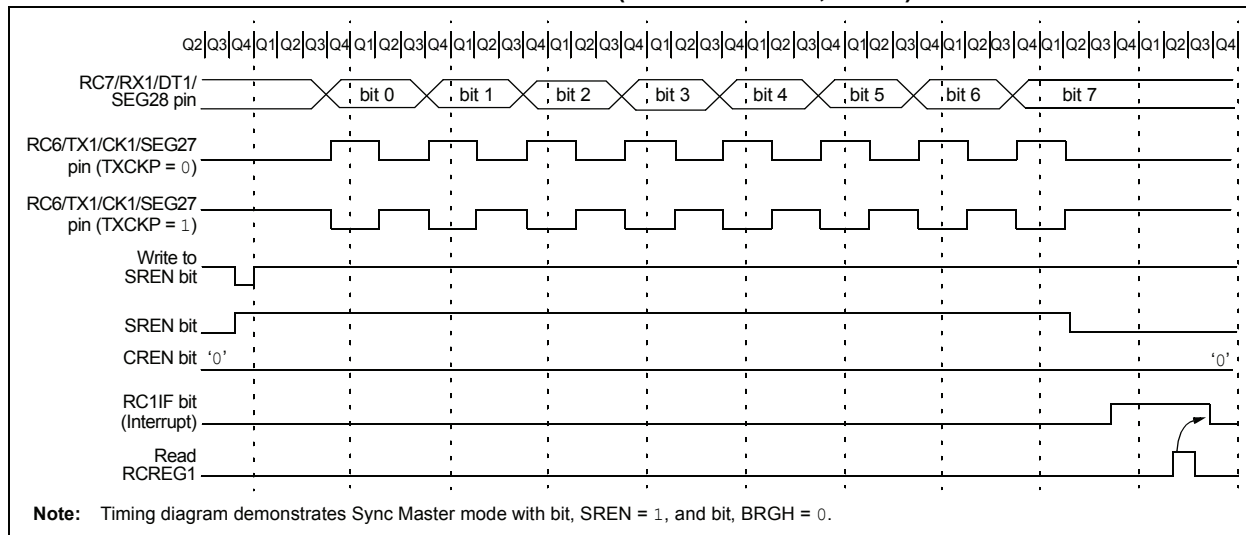 Q2 Q3 Q4 Q1 Q2 Q3 Q4 Q1 Q2 Q3 Q4 Q1 Q2 Q3 Q4 Q1 Q2 Q3 Q4 Q1 Q2 Q3 Q4 Q1 Q2 Q3 Q4 Q1 Q2 Q3 Q4 Q1 Q2 Q3 Q4 Q1 Q2 Q3 Q4 Q1 Q2 Q3 Q4
RC7/RX1/DT1/
SEG28 pin
bit 0 bit 1 bit 2 bit 3 bit 4 bit 5 bit 6 bit 7
RC6/TX1/CK1/SEG27
pin (TXCKP = 0)
RC6/TX1/CK1/SEG27
pin (TXCKP = 1)
Write to
SREN bit
SREN bit
CREN bit '0' '0'
RC1IF bit
(Interrupt)
Read
RCREG1
Note: Timing diagram demonstrates Sync Master mode with bit, SREN = 1, and bit, BRGH = 0.